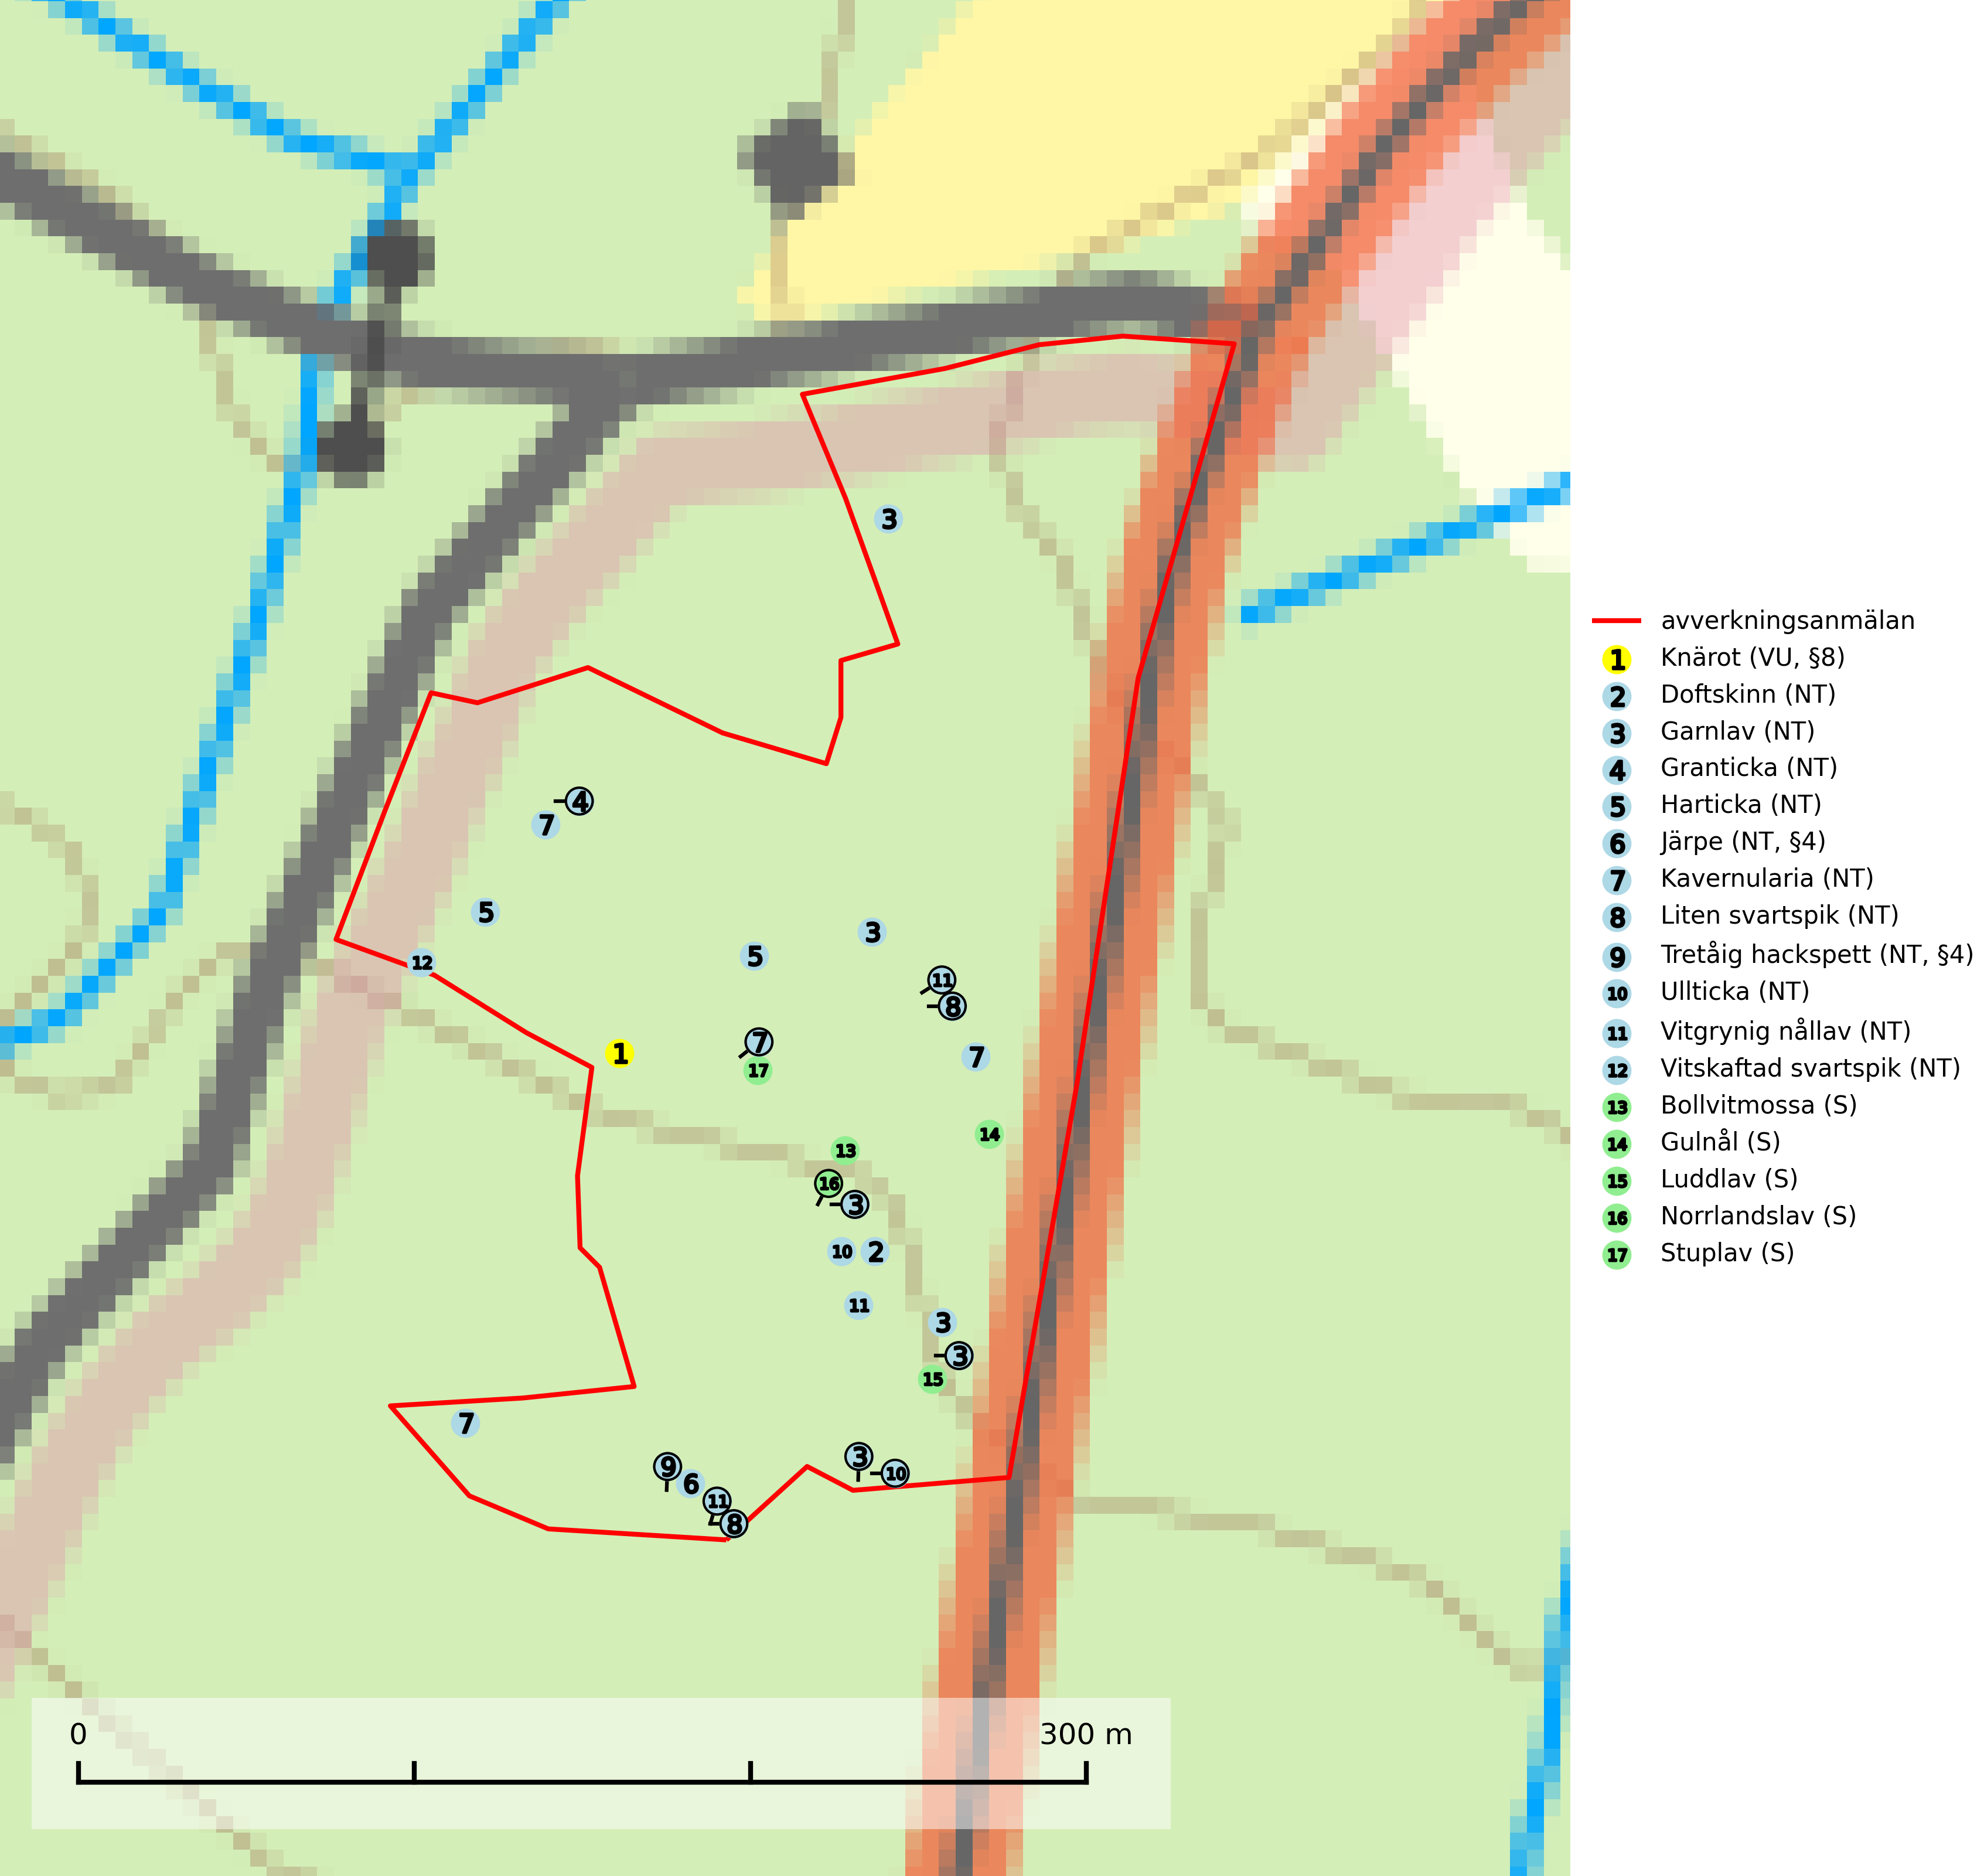 3
4
7
5
3
5
11
8
1
7
7
17
14
13
16
3
10
2
11
3
3
15
7
3
9
10
6
11
8
0
300 m
avverkningsanmälan
1 Knärot (VU, §8)
2 Doftskinn (NT)
3 Garnlav (NT)
4 Granticka (NT)
5 Harticka (NT)
6 Järpe (NT, §4)
7 Kavernularia (NT)
8 Liten svartspik (NT)
9 Tretåig hackspett (NT, §4)
10 Ullticka (NT)
11 Vitgrynig nållav (NT)
12 Vitskaftad svartspik (NT)
13 Bollvitmossa (S)
14 Gulnål (S)
15 Luddlav (S)
16 Norrlandslav (S)
17 Stuplav (S)
12